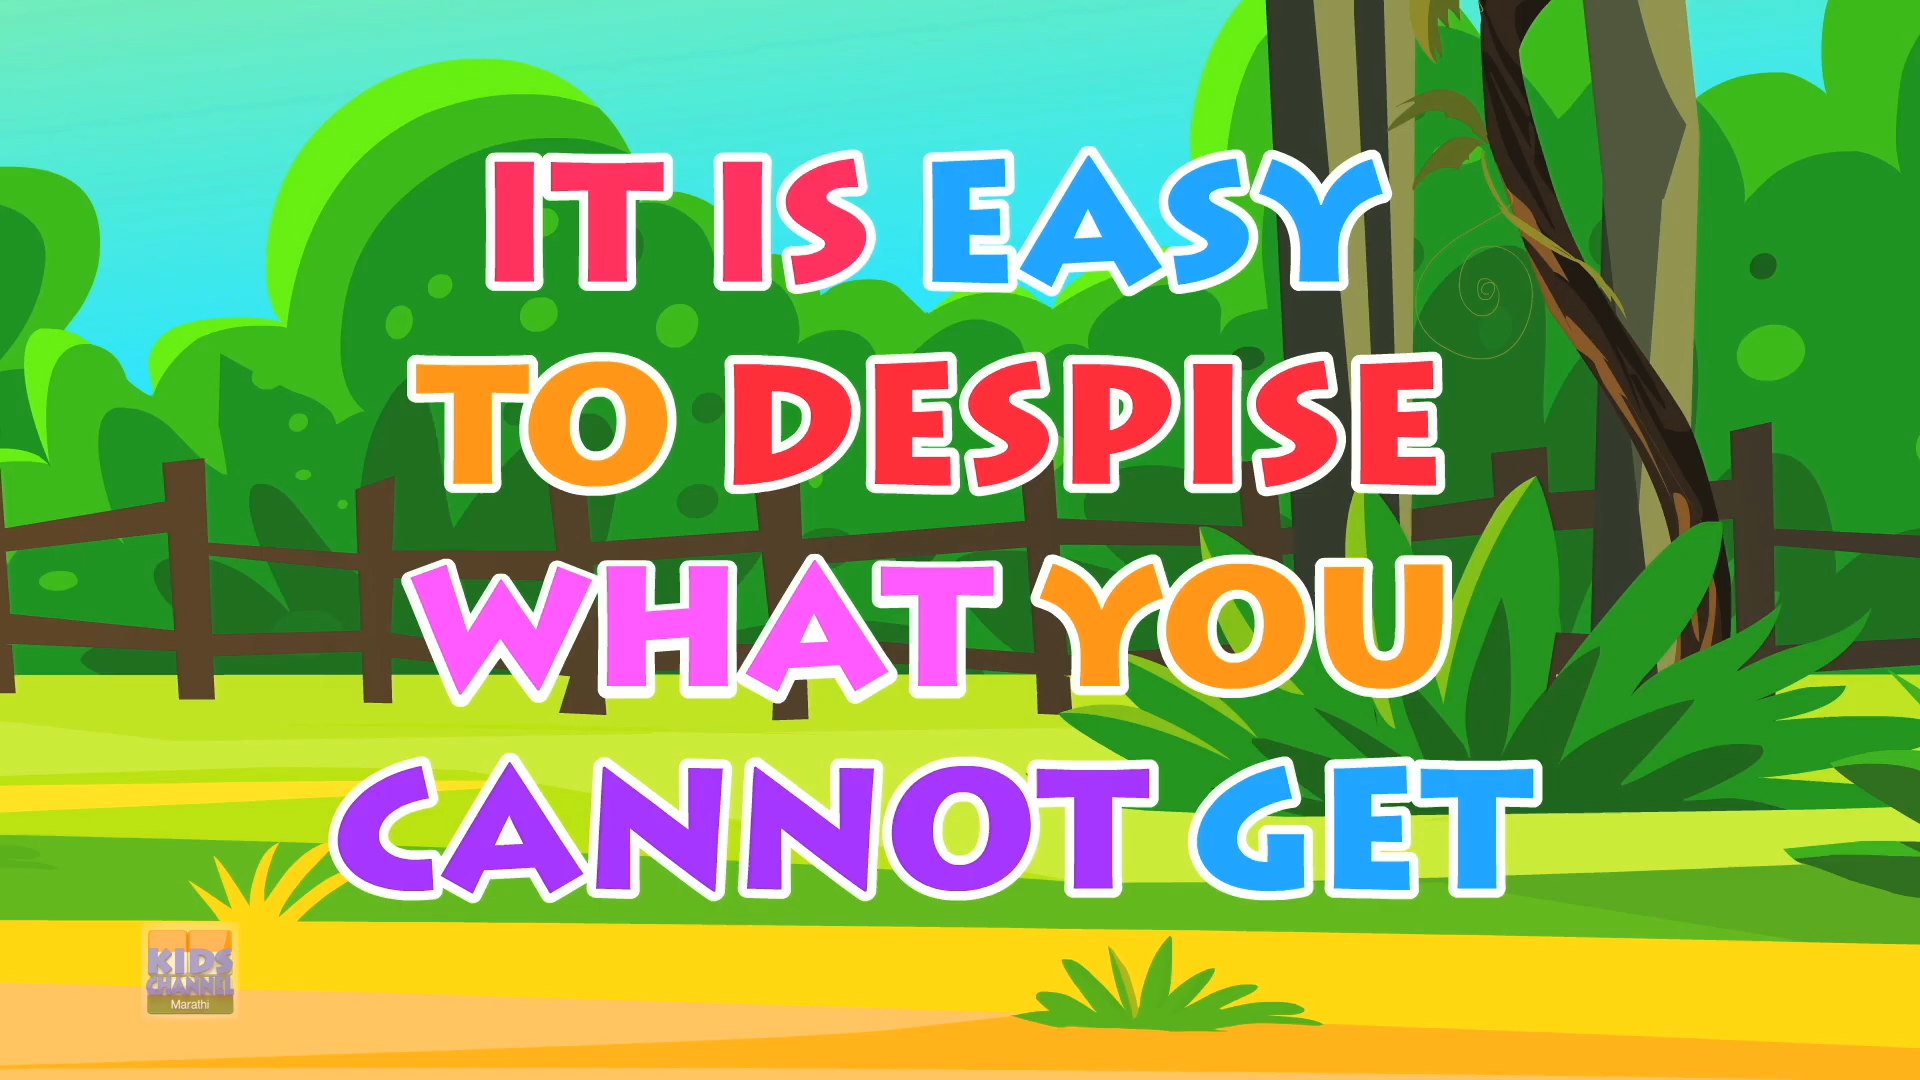 IT IS EASY
TO DESPISE
WHAT YOU
CANNOT GET
KIDS
CHANNEL
Marathi